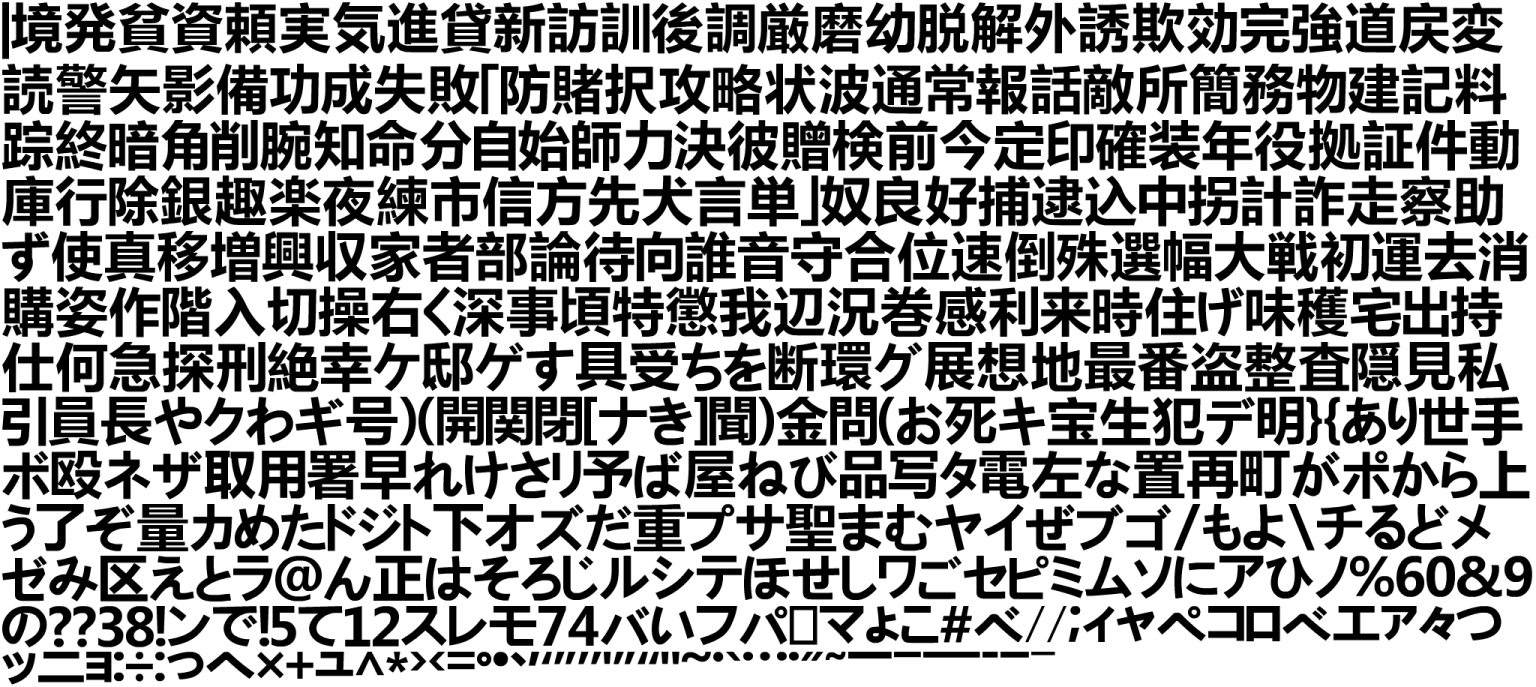 |境発貧資頼実気進貸新訪訓後調厳磨幼脱解外誘欺効完強道戻変
読警矢影備功成失敗「防賭択攻略状波通常報話敵所簡務物建記料
踪終暗角削腕知命分自始師力決彼贈検前今定印確装年役拠証件動
庫行除銀趣楽夜練市信方先犬言単」奴良好捕逮込中拐計詐走察助
ず使真移増興収家者部論待向誰音守合位速倒殊選幅大戦初運去消
購姿作階入切操右く深事頃特懲我辺況巻感利来時住げ味穫宅出持
仕何急探刑絶幸ケ邸ゲす具受ちを断環グ展想地最番盗整査隠見私
引員長やクわギ号)(開関閉[ナき]聞)金問(お死キ宝生犯デ明}{あり世手
ボ殴ネザ取用署早れけさリ予ば屋ねび品写タ電左な置再町がポから上
う了ぞ量カめたドジト下オズだ重プサ聖まむヤイぜブゴ/もよ\チるどメ
ゼみ区えとラ@ん正はそろじルシテほせしワごセピミムソにアひノ%60&9
の??38!ンで!5て12スレモ74バいフパ□マょこ#べ//;ィャペコロベエァ々つ
ッニョ:÷:っへ×+ュ^*><=